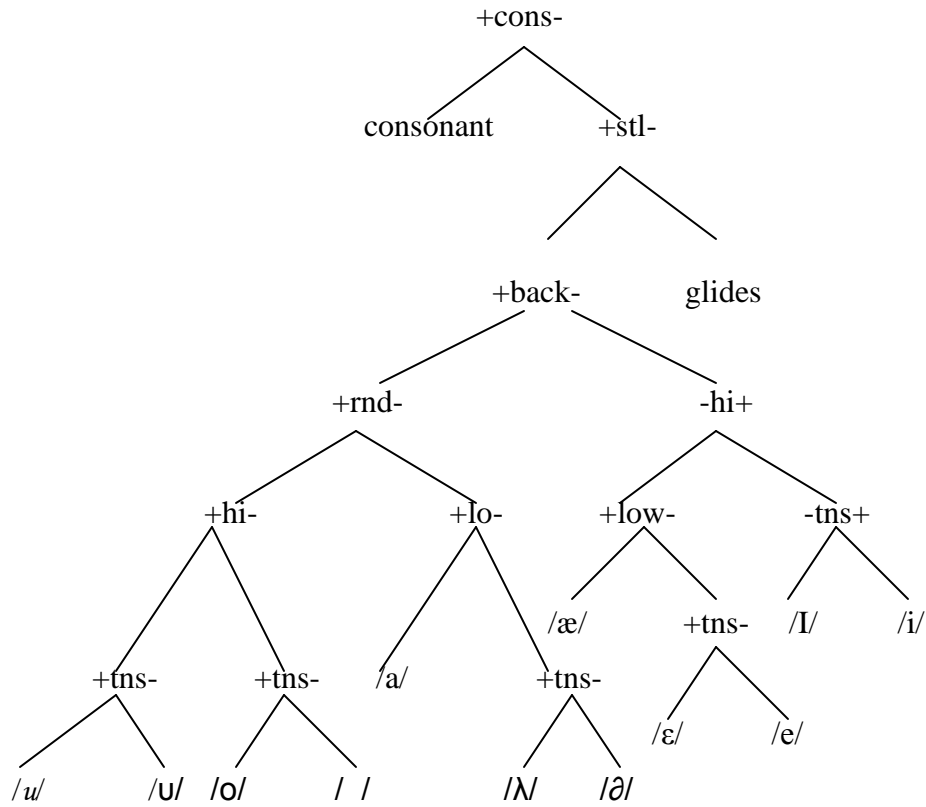 +cons-
consonant +stl-
+back- glides
+rnd- -hi+
+hi- +lo- +low- -tns+
/æ/ +tns- /I/ /i/
+tns- +tns- /a/ +tns-
/ɛ/ /e/
/u/ /ʊ/ /o/ / / /λ/ /∂/